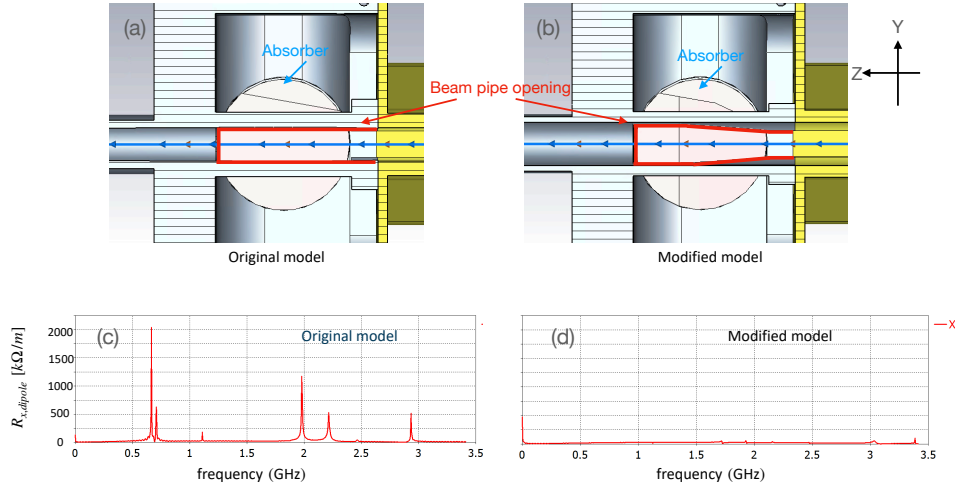 (a)
Absorber
Beam pipe opening
(b)
Absorber
Y
Z
Original model
Modified model
(c)
Original model
R_{x,dipole} [kΩ/m]
2000
1500
1000
500
0
0 0.5 1 1.5 2 2.5 3 3.5
frequency (GHz)
(d)
Modified model
X
0 0.5 1 1.5 2 2.5 3 3.5
frequency (GHz)